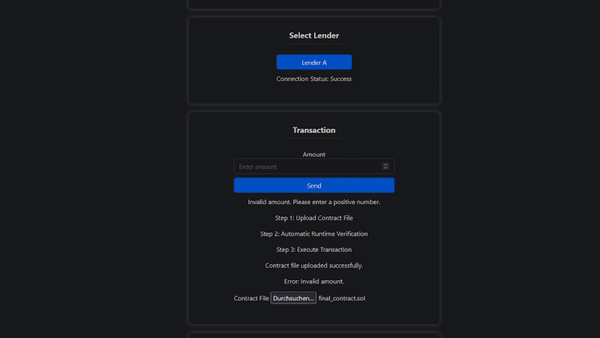 Select Lender
Lender A
Connection Status: Success
Transaction
Amount
Enter amount
Send
Invalid amount. Please enter a positive number.
Step 1: Upload Contract File
Step 2: Automatic Runtime Verification
Step 3: Execute Transaction
Contract file uploaded successfully.
Error: Invalid amount.
Contract File Durchsuchen... final_contract.sol